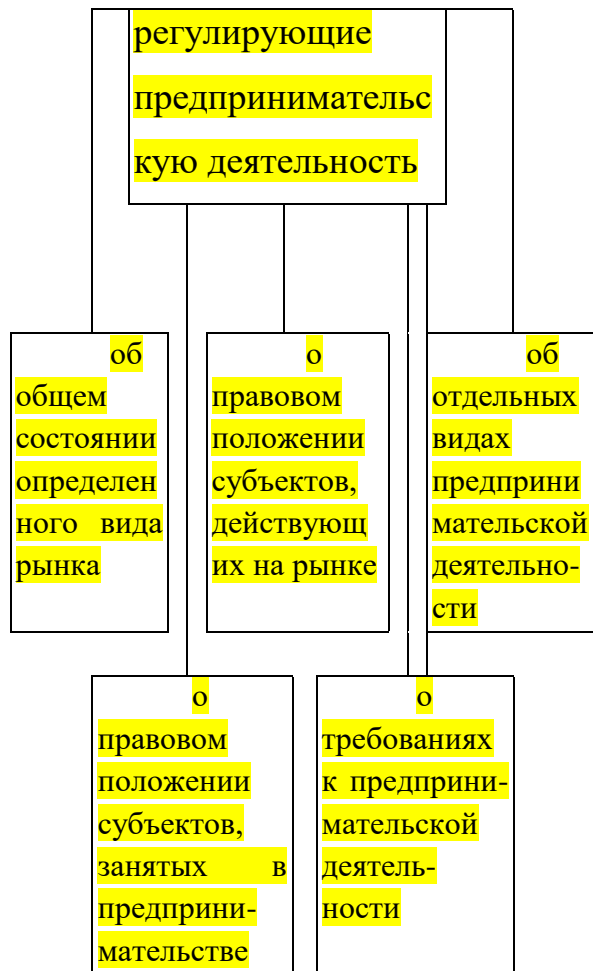 регулирующие
предпринимательс
кую деятельность
об
общем
состоянии
определен
ного вида
рынка
о
правовом
положении
субъектов,
действующ
их на рынке
об
отдельных
видах
предприни
мательской
деятельно-
сти
о
правовом
положении
субъектов,
занятых в
предприни-
мательстве
о
требованиях
к предприни-
мательской
деятель-
ности